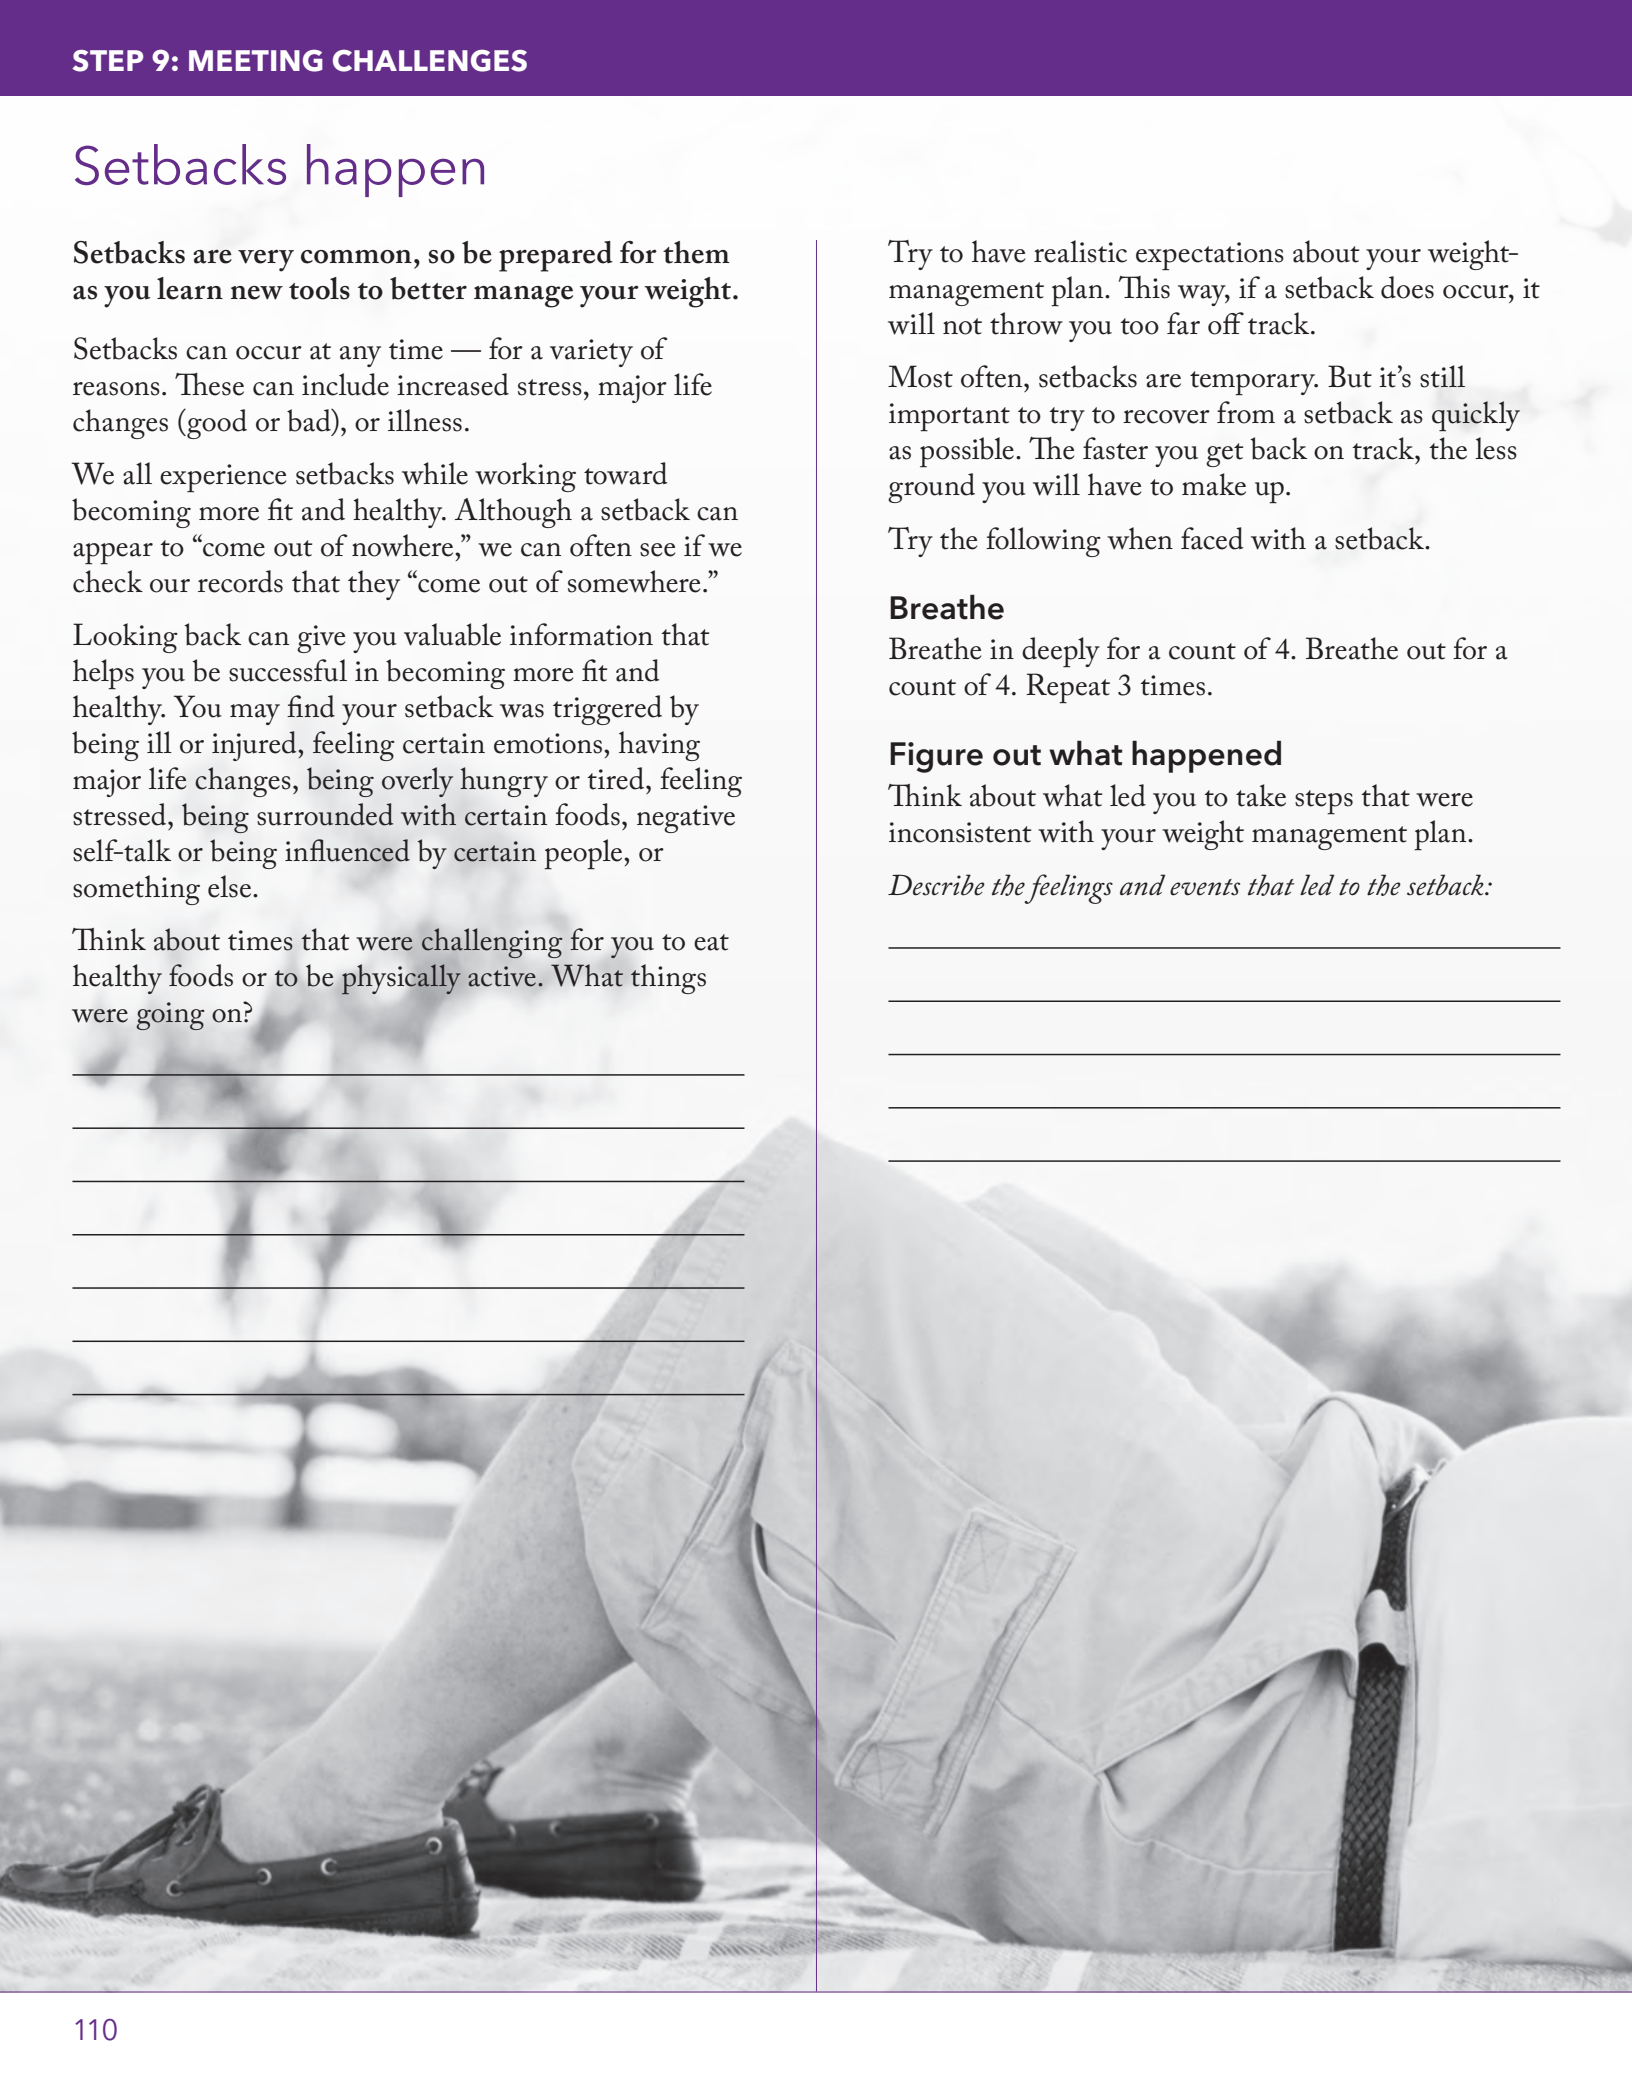 STEP 9: MEETING CHALLENGES
Setbacks happen
Setbacks are very common, so be prepared for them
as you learn new tools to better manage your weight.
Setbacks can occur at any time — for a variety of
reasons. These can include increased stress, major life
changes (good or bad), or illness.
We all experience setbacks while working toward
becoming more fit and healthy. Although a setback can
appear to “come out of nowhere,” we can often see if we
check our records that they “come out of somewhere.”
Looking back can give you valuable information that
helps you be successful in becoming more fit and
healthy. You may find your setback was triggered by
being ill or injured, feeling certain emotions, having
major life changes, being overly hungry or tired, feeling
stressed, being surrounded with certain foods, negative
self-talk or being influenced by certain people, or
something else.
Think about times that were challenging for you to eat
healthy foods or to be physically active. What things
were going on?
Try to have realistic expectations about your weight-
management plan. This way, if a setback does occur, it
will not throw you too far off track.
Most often, setbacks are temporary. But it’s still
important to try to recover from a setback as quickly
as possible. The faster you get back on track, the less
ground you will have to make up.
Try the following when faced with a setback.
Breathe
Breathe in deeply for a count of 4. Breathe out for a
count of 4. Repeat 3 times.
Figure out what happened
Think about what led you to take steps that were
inconsistent with your weight management plan.
Describe the feelings and events that led to the setback:
110